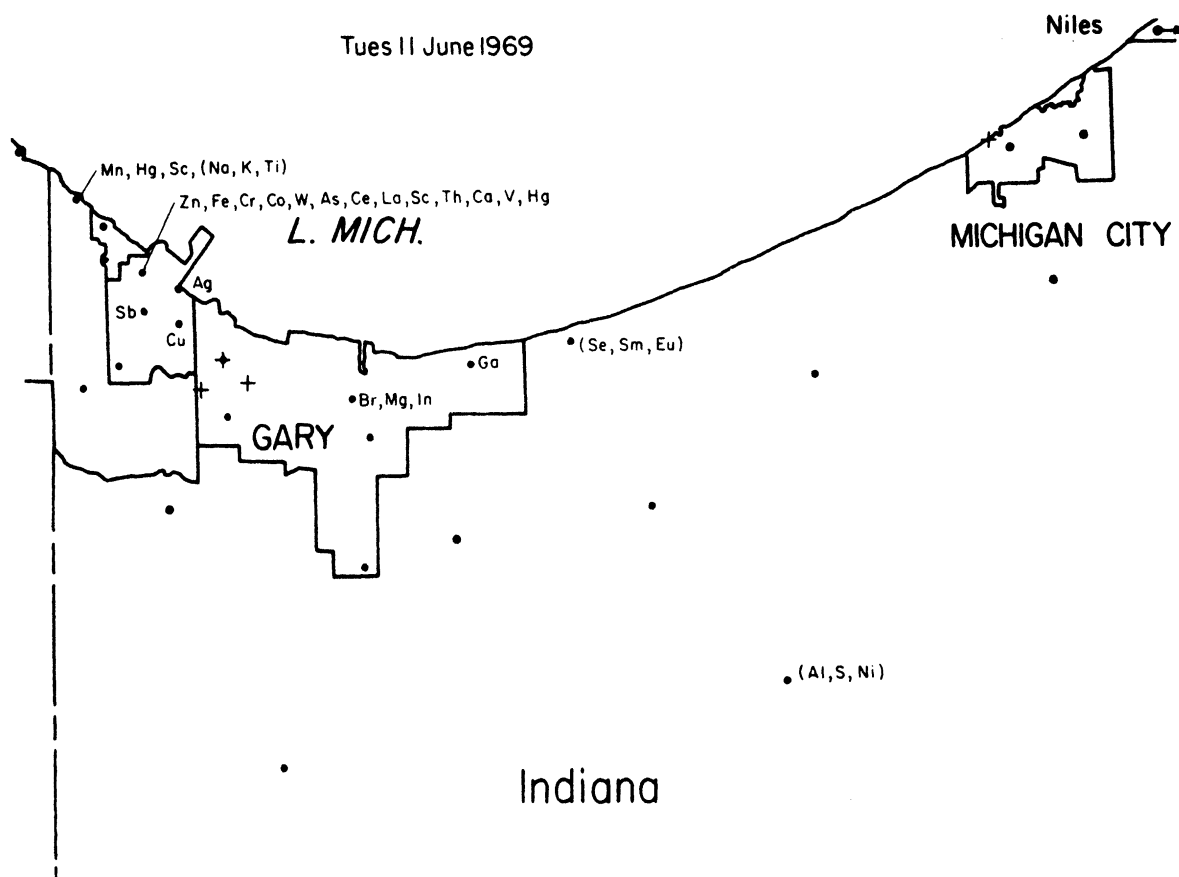 Niles
Tues 11 June 1969
Mn, Hg, Sc, (Na, K, Ti)
Zn, Fe, Cr, Co, W, As, Ce, La, Sc, Th, Ca, V, Hg
L. MICH.
MICHIGAN CITY
Ag
Sb
Cu
(Se, Sm, Eu)
Ga
Br, Mg, In
GARY
(Al, S, Ni)
Indiana